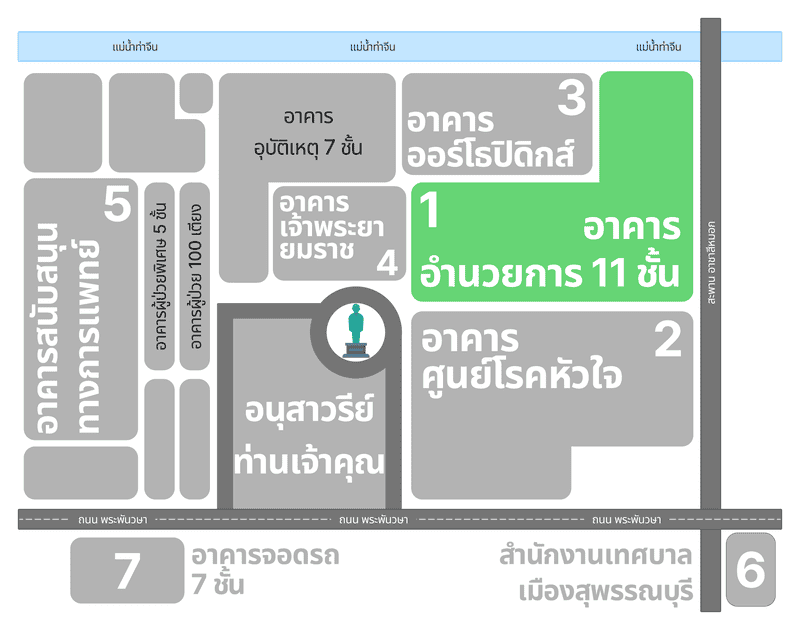 แม่น้ำท่าจีน
แม่น้ำท่าจีน
แม่น้ำท่าจีน
อาคาร
อุบัติเหตุ 7 ชั้น
3
อาคาร
ออร์โธปิดิกส์
5
อาคารสนับสนุน
ทางการแพทย์
อาคารผู้ป่วยพิเศษ 5 ชั้น
อาคารผู้ป่วย 100 เตียง
อาคาร
เจ้าพระยา
ยมราช
4
1
อาคาร
อำนวยการ 11 ชั้น
สะพาน อาชาสีหมอก
อาคาร
ศูนย์โรคหัวใจ
2
อนุสาวรีย์
ท่านเจ้าคุณ
ถนน พระพันวษา
ถนน พระพันวษา
ถนน พระพันวษา
7
อาคารจอดรถ
7 ชั้น
สำนักงานเทศบาล
เมืองสุพรรณบุรี
6